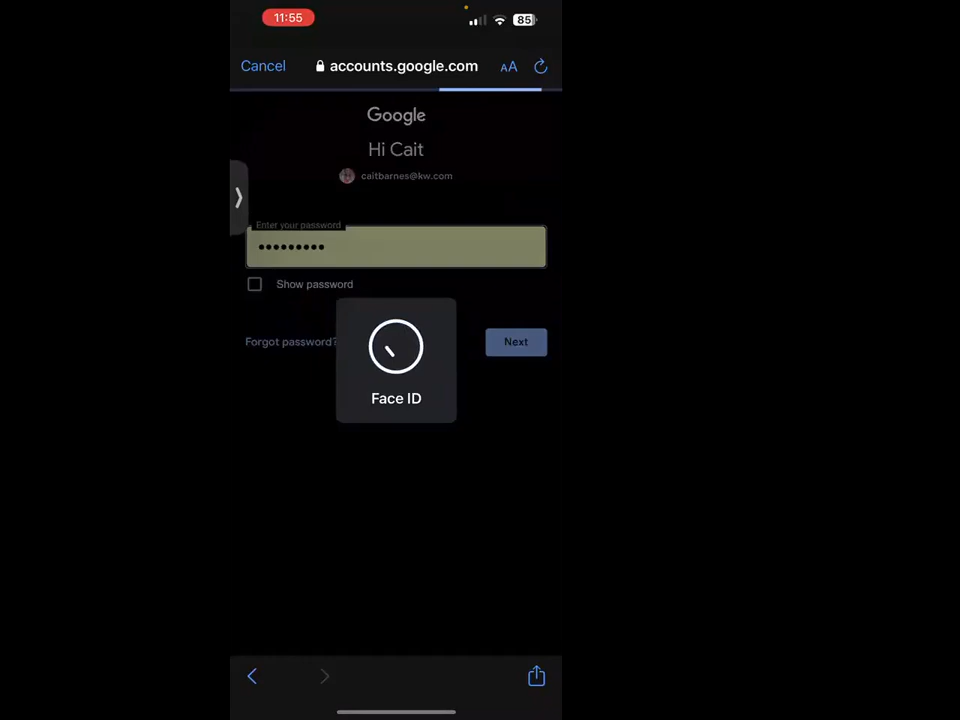 11:55
85
Cancel
accounts.google.com
AA
Google
Hi Cait
caitbarnes@kw.com
Enter your password
Show password
Forgot password?
Next
Face ID